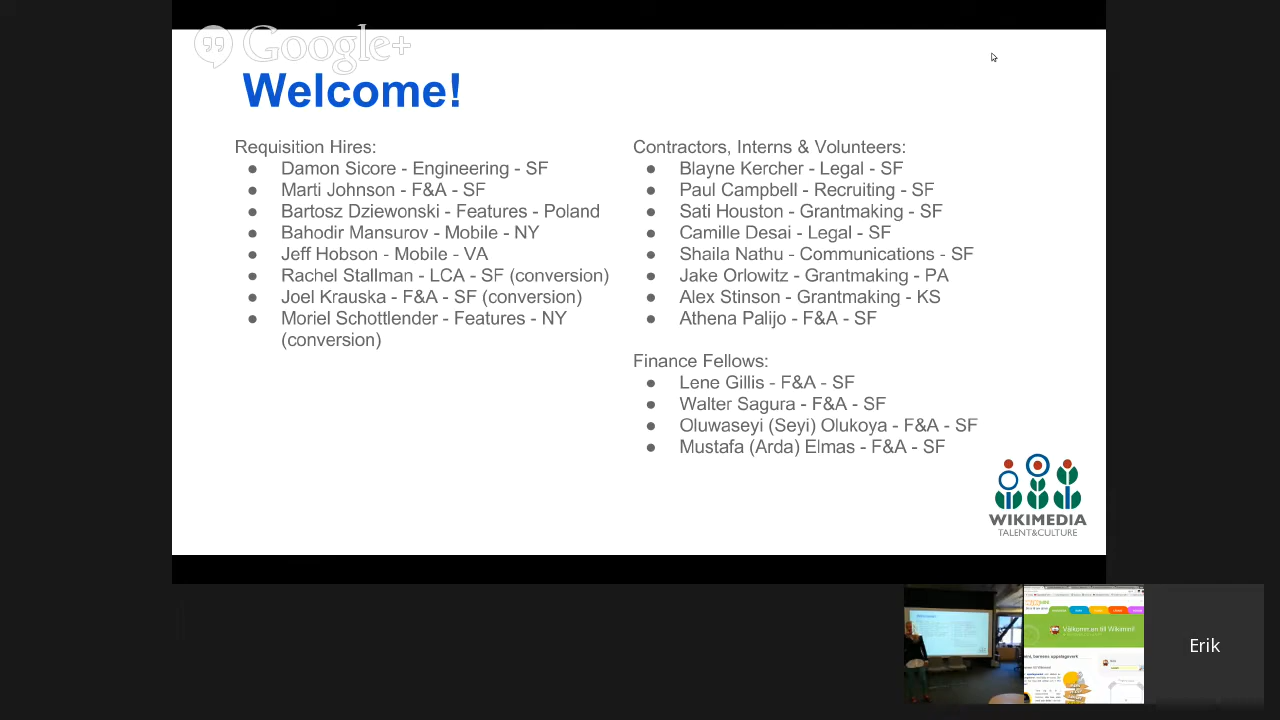 Google+
Welcome!
Requisition Hires:
● Damon Sicore - Engineering - SF
● Marti Johnson - F&A - SF
● Bartosz Dziewonski - Features - Poland
● Bahodir Mansurov - Mobile - NY
● Jeff Hobson - Mobile - VA
● Rachel Stallman - LCA - SF (conversion)
● Joel Krauska - F&A - SF (conversion)
● Moriel Schottlender - Features - NY
(conversion)
Contractors, Interns & Volunteers:
● Blayne Kercher - Legal - SF
● Paul Campbell - Recruiting - SF
● Sati Houston - Grantmaking - SF
● Camille Desai - Legal - SF
● Shaila Nathu - Communications - SF
● Jake Orlowitz - Grantmaking - PA
● Alex Stinson - Grantmaking - KS
● Athena Palijo - F&A - SF
Finance Fellows:
● Lene Gillis - F&A - SF
● Walter Sagura - F&A - SF
● Oluwaseyi (Seyi) Olukoya - F&A - SF
● Mustafa (Arda) Elmas - F&A - SF
WIKIMEDIA
TALENT&CULTURE
Välkommen till Wikimini!
Erik